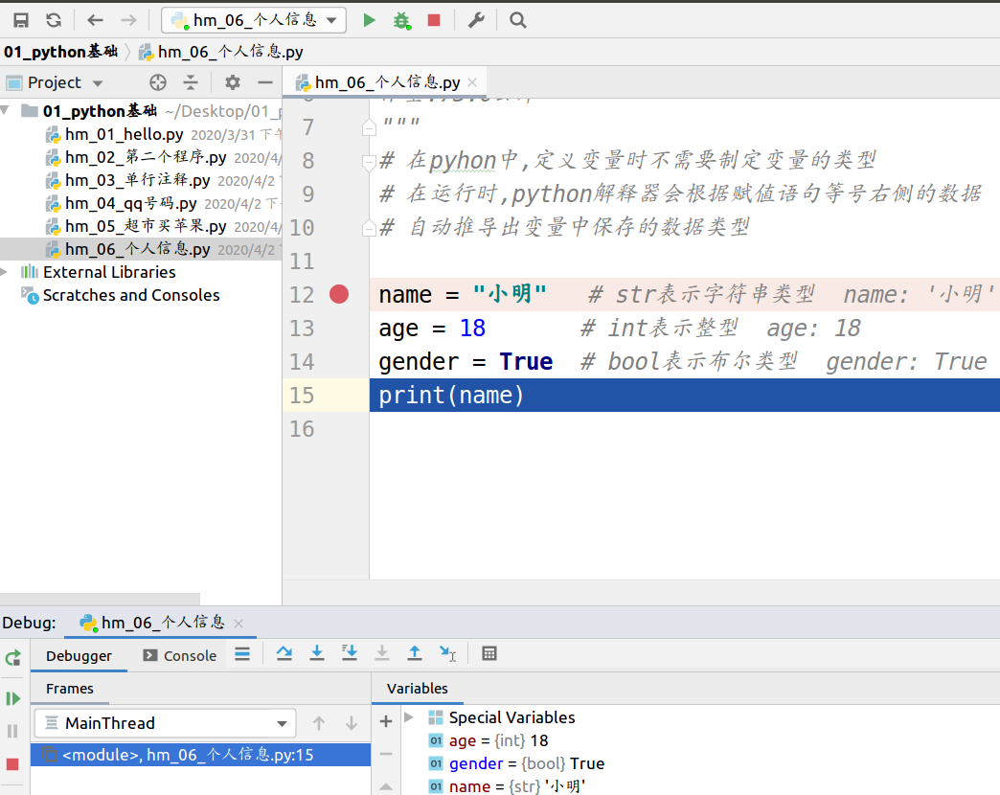 hm_06_个人信息
01_python基础 hm_06_个人信息.py
Project
hm_06_个人信息.py
01_python基础 ~/Desktop/01_p
hm_01_hello.py 2020/3/31 下午
hm_02_第二个程序.py 2020/4/
hm_03_单行注释.py 2020/4/2 下
hm_04_qq号码.py 2020/4/2 下
hm_05_超市买苹果.py 2020/4/
hm_06_个人信息.py 2020/4/2 下
External Libraries
Scratches and Consoles
7 """
8 # 在pyhon中,定义变量时不需要制定变量的类型
9 # 在运行时,python解释器会根据赋值语句等号右侧的数据
10 # 自动推导出变量中保存的数据类型
11
12 name = "小明" # str表示字符串类型 name: '小明'
13 age = 18 # int表示整型 age: 18
14 gender = True # bool表示布尔类型 gender: True
15 print(name)
16
Debug: hm_06_个人信息
Debugger Console
Frames
Variables
MainThread
<module>, hm_06_个人信息.py:15
Special Variables
age = {int} 18
gender = {bool} True
name = {str} '小明'